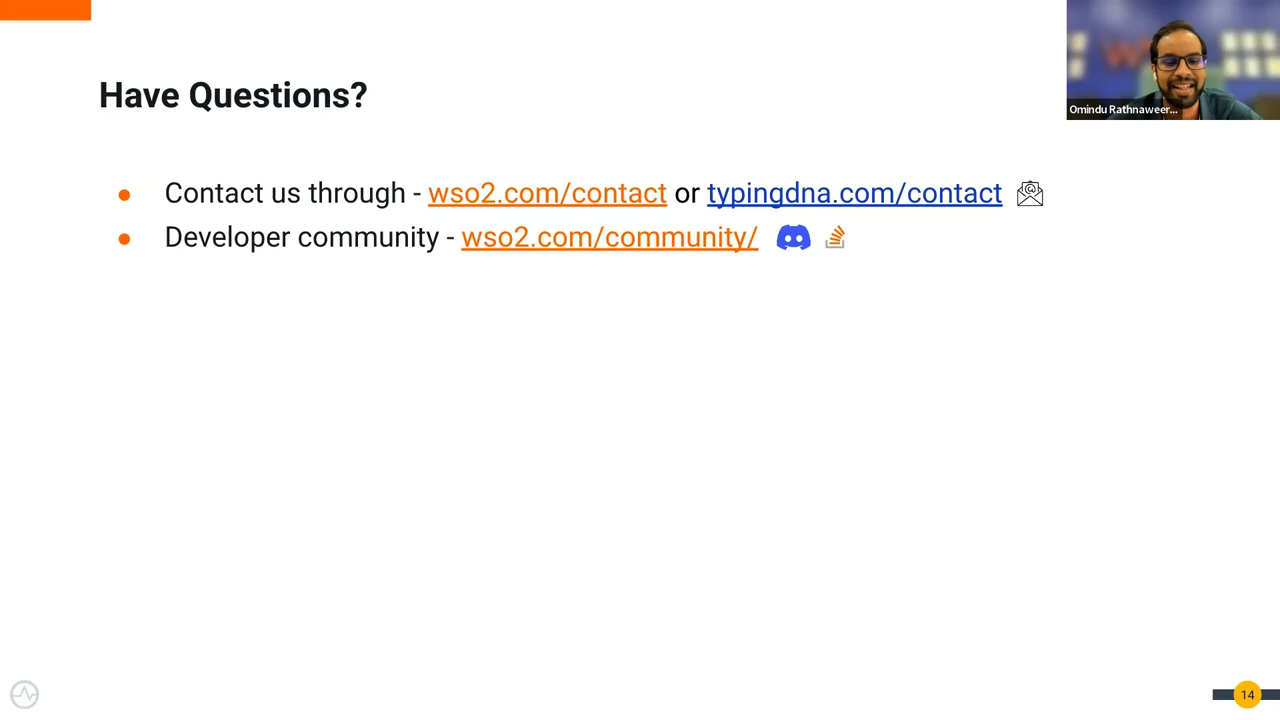 Have Questions?
Omindu Rathnaweer...
Contact us through - wso2.com/contact or typingdna.com/contact
Developer community - wso2.com/community/
14